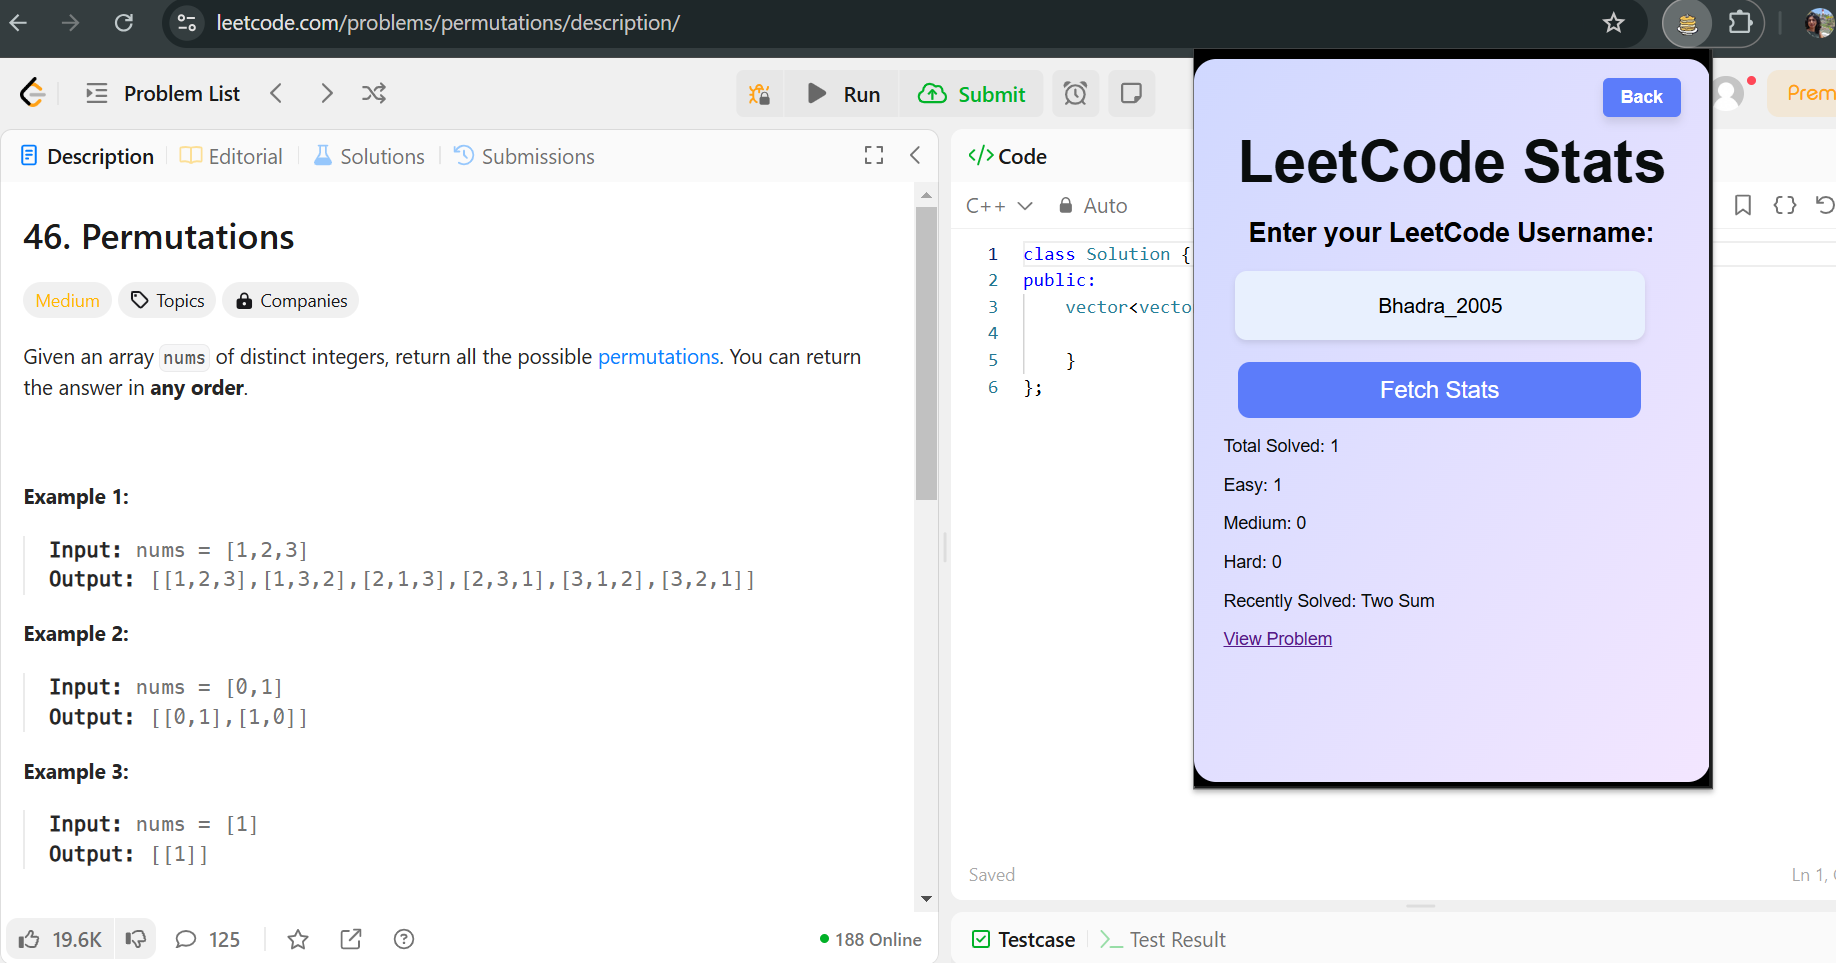 leetcode.com/problems/permutations/description/
Problem List
Run
Submit
Prem
Description
Editorial
Solutions
Submissions
46. Permutations
Medium
Topics
Companies
Given an array nums of distinct integers, return all the possible permutations. You can return
the answer in any order.
Example 1:
Input: nums = [1,2,3]
Output: [[1,2,3],[1,3,2],[2,1,3],[2,3,1],[3,1,2],[3,2,1]]
Example 2:
Input: nums = [0,1]
Output: [[0,1],[1,0]]
Example 3:
Input: nums = [1]
Output: [[1]]
19.6K
125
188 Online
</> Code
C++
Auto
{}
1 class Solution {
2 public:
3 vector<vecto
4
5 }
6 };
Saved
Ln 1,
Testcase
Test Result
Back
LeetCode Stats
Enter your LeetCode Username:
Bhadra_2005
Fetch Stats
Total Solved: 1
Easy: 1
Medium: 0
Hard: 0
Recently Solved: Two Sum
View Problem